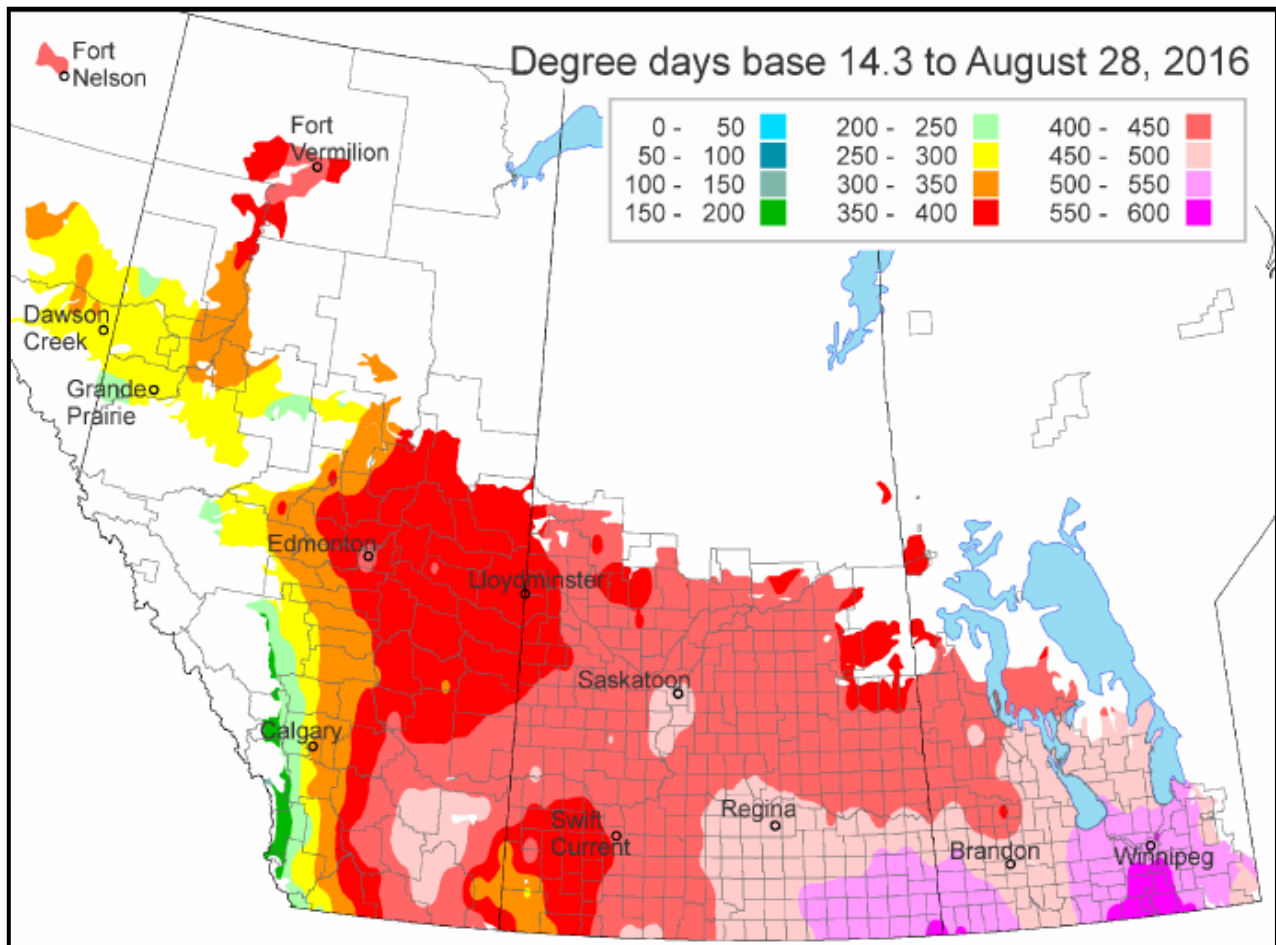 Degree days base 14.3 to August 28, 2016
0 - 50
50 - 100
100 - 150
150 - 200
200 - 250
250 - 300
300 - 350
350 - 400
400 - 450
450 - 500
500 - 550
550 - 600
Fort
Nelson
Fort
Vermilion
Dawson
Creek
Grande
Prairie
Edmonton
Lloydminster
Saskatoon
Calgary
Swift
Current
Regina
Brandon
Winnipeg